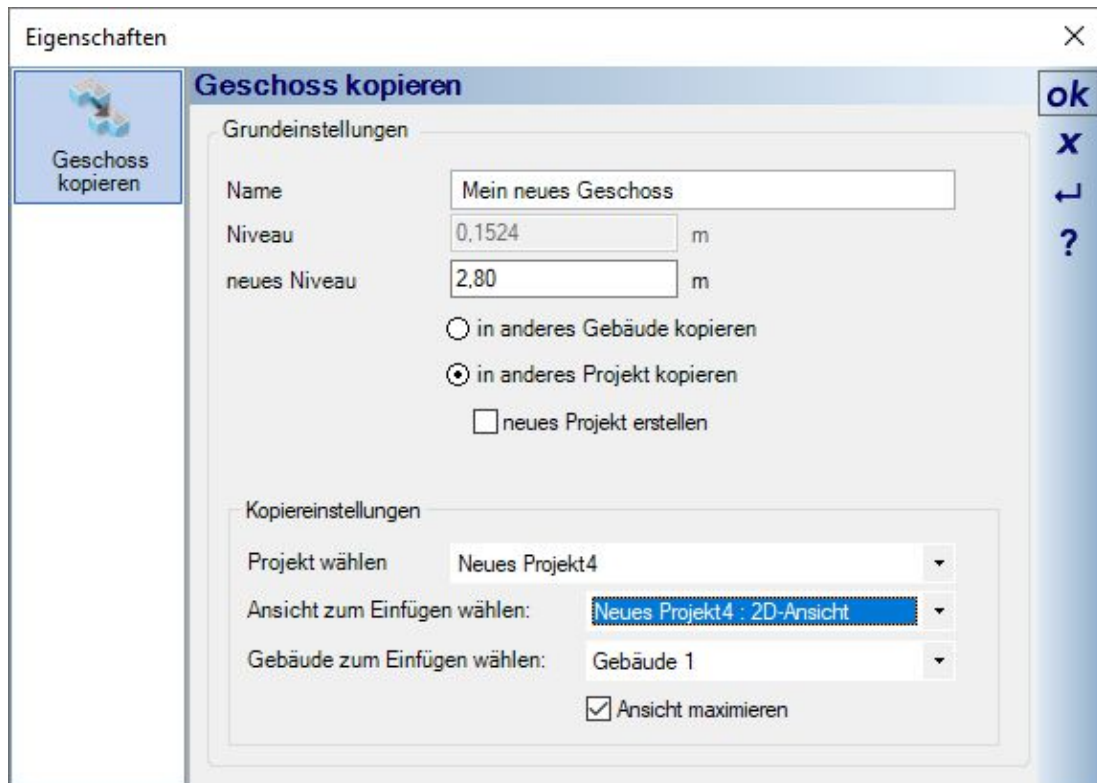 Eigenschaften
Geschoss kopieren
ok
Geschoss
kopieren
x
?
Grundeinstellungen
Name Mein neues Geschoss
Niveau 0,1524 m
neues Niveau 2,80 m
in anderes Gebäude kopieren
in anderes Projekt kopieren
neues Projekt erstellen
Kopiereinstellungen
Projekt wählen Neues Projekt4
Ansicht zum Einfügen wählen: Neues Projekt4 : 2D-Ansicht
Gebäude zum Einfügen wählen: Gebäude 1
Ansicht maximieren